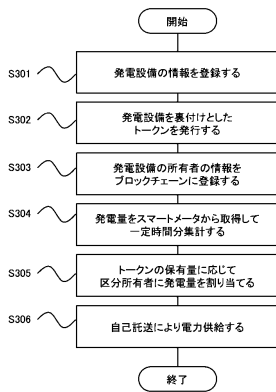 開始
S301
発電設備の情報を登録する
S302
発電設備を裏付けとした
トークンを発行する
S303
発電設備の所有者の情報を
ブロックチェーンに登録する
S304
発電量をスマートメータから取得して
一定時間分集計する
S305
トークンの保有量に応じて
区分所有者に発電量を割り当てる
S306
自己託送により電力供給する
終了